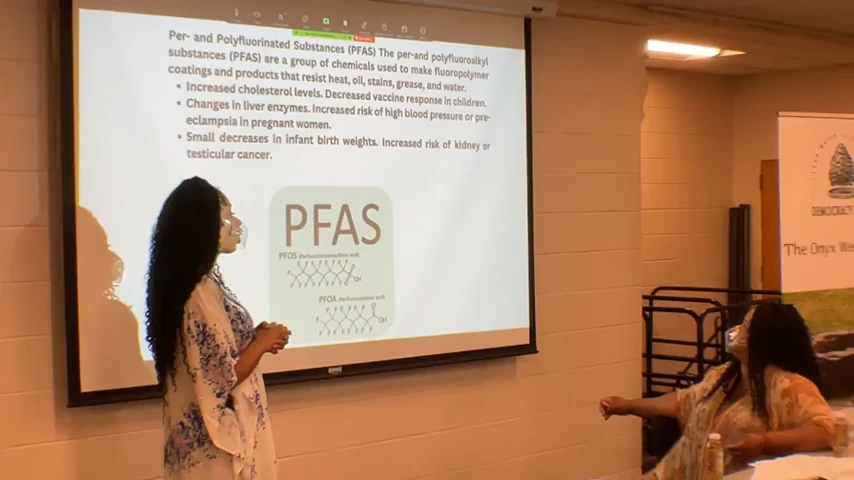 Per- and Polyfluorinated Substances (PFAS) The per-and polyfluoroalkyl
substances (PFAS) are a group of chemicals used to make fluoropolymer
coatings and products that resist heat, oil, stains, grease, and water.
• Increased cholesterol levels. Decreased vaccine response in children.
• Changes in liver enzymes. Increased risk of high blood pressure or pre-
eclampsia in pregnant women.
• Small decreases in infant birth weights. Increased risk of kidney or
testicular cancer.
PFAS
PFOS
PFOA
DEMOCRACY
The Onyx We